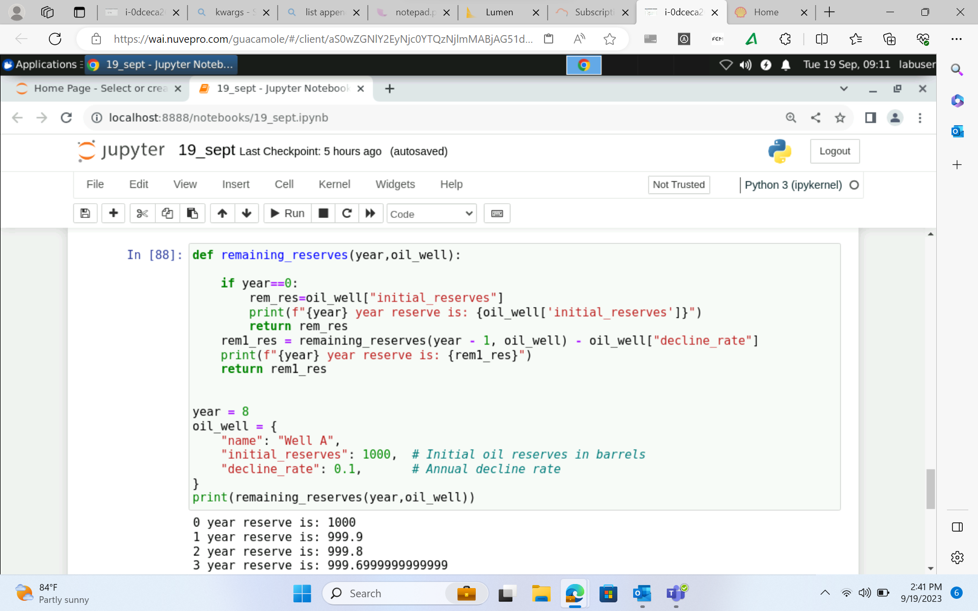 i-0dceca2
kwargs - S
list appen
notepad.p
Lumen
Subscripti
i-0dceca2
Home
https://wai.nuvepro.com/guacamole/#/client/aS0wZGNlY2EyNjc0YTQzNjlmMABjAG51d...
Applications
19_sept - Jupyter Noteb...
Tue 19 Sep, 09:11 labuser
Home Page - Select or crea
19_sept - Jupyter Notebook
localhost:8888/notebooks/19_sept.ipynb
jupyter 19_sept Last Checkpoint: 5 hours ago (autosaved)
Logout
File Edit View Insert Cell Kernel Widgets Help
Not Trusted
Python 3 (ipykernel)
Run
Code
In [88]: def remaining_reserves(year,oil_well):
if year==0:
rem_res=oil_well["initial_reserves"]
print(f"{year} year reserve is: {oil_well['initial_reserves']}")
return rem_res
rem1_res = remaining_reserves(year - 1, oil_well) - oil_well["decline_rate"]
print(f"{year} year reserve is: {rem1_res}")
return rem1_res
year = 8
oil_well = {
"name": "Well A",
"initial_reserves": 1000, # Initial oil reserves in barrels
"decline_rate": 0.1, # Annual decline rate
}
print(remaining_reserves(year,oil_well))
0 year reserve is: 1000
1 year reserve is: 999.9
2 year reserve is: 999.8
3 year reserve is: 999.6999999999999
84°F
Partly sunny
Search
2:41 PM
9/19/2023
6